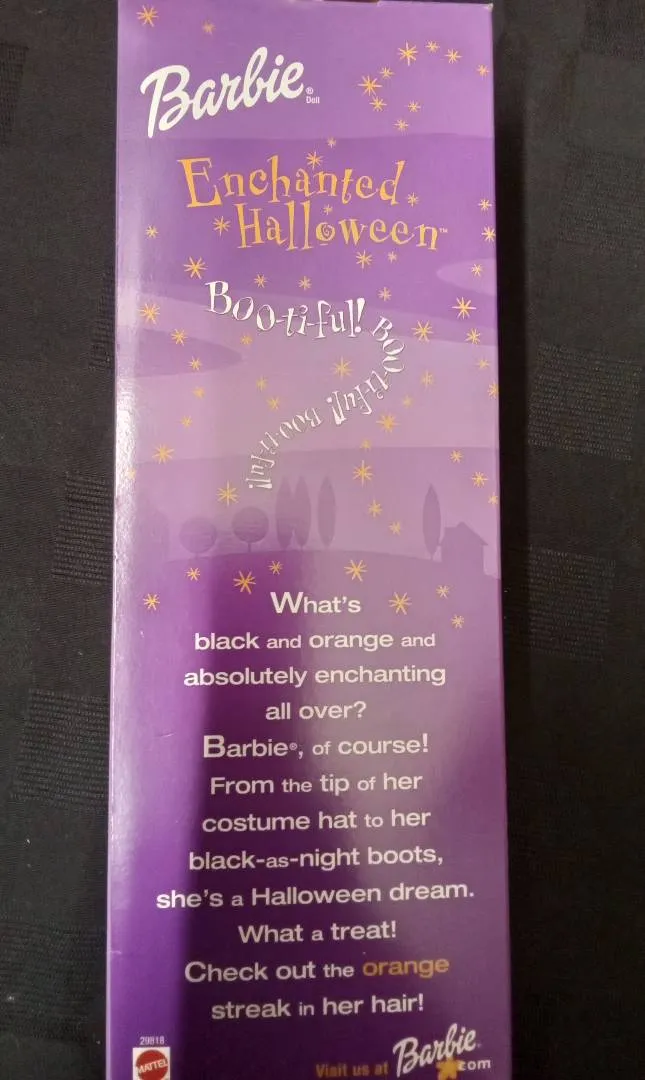 Barbie® Doll
Enchanted
Halloween™
Boo-ti-ful! Boo-ti-ful! Boo-ti-ful!
What's
black and orange and
absolutely enchanting
all over?
Barbie®, of course!
From the tip of her
costume hat to her
black-as-night boots,
she's a Halloween dream.
What a treat!
Check out the orange
streak in her hair!
29818
MATTEL
Visit us at Barbie®.com